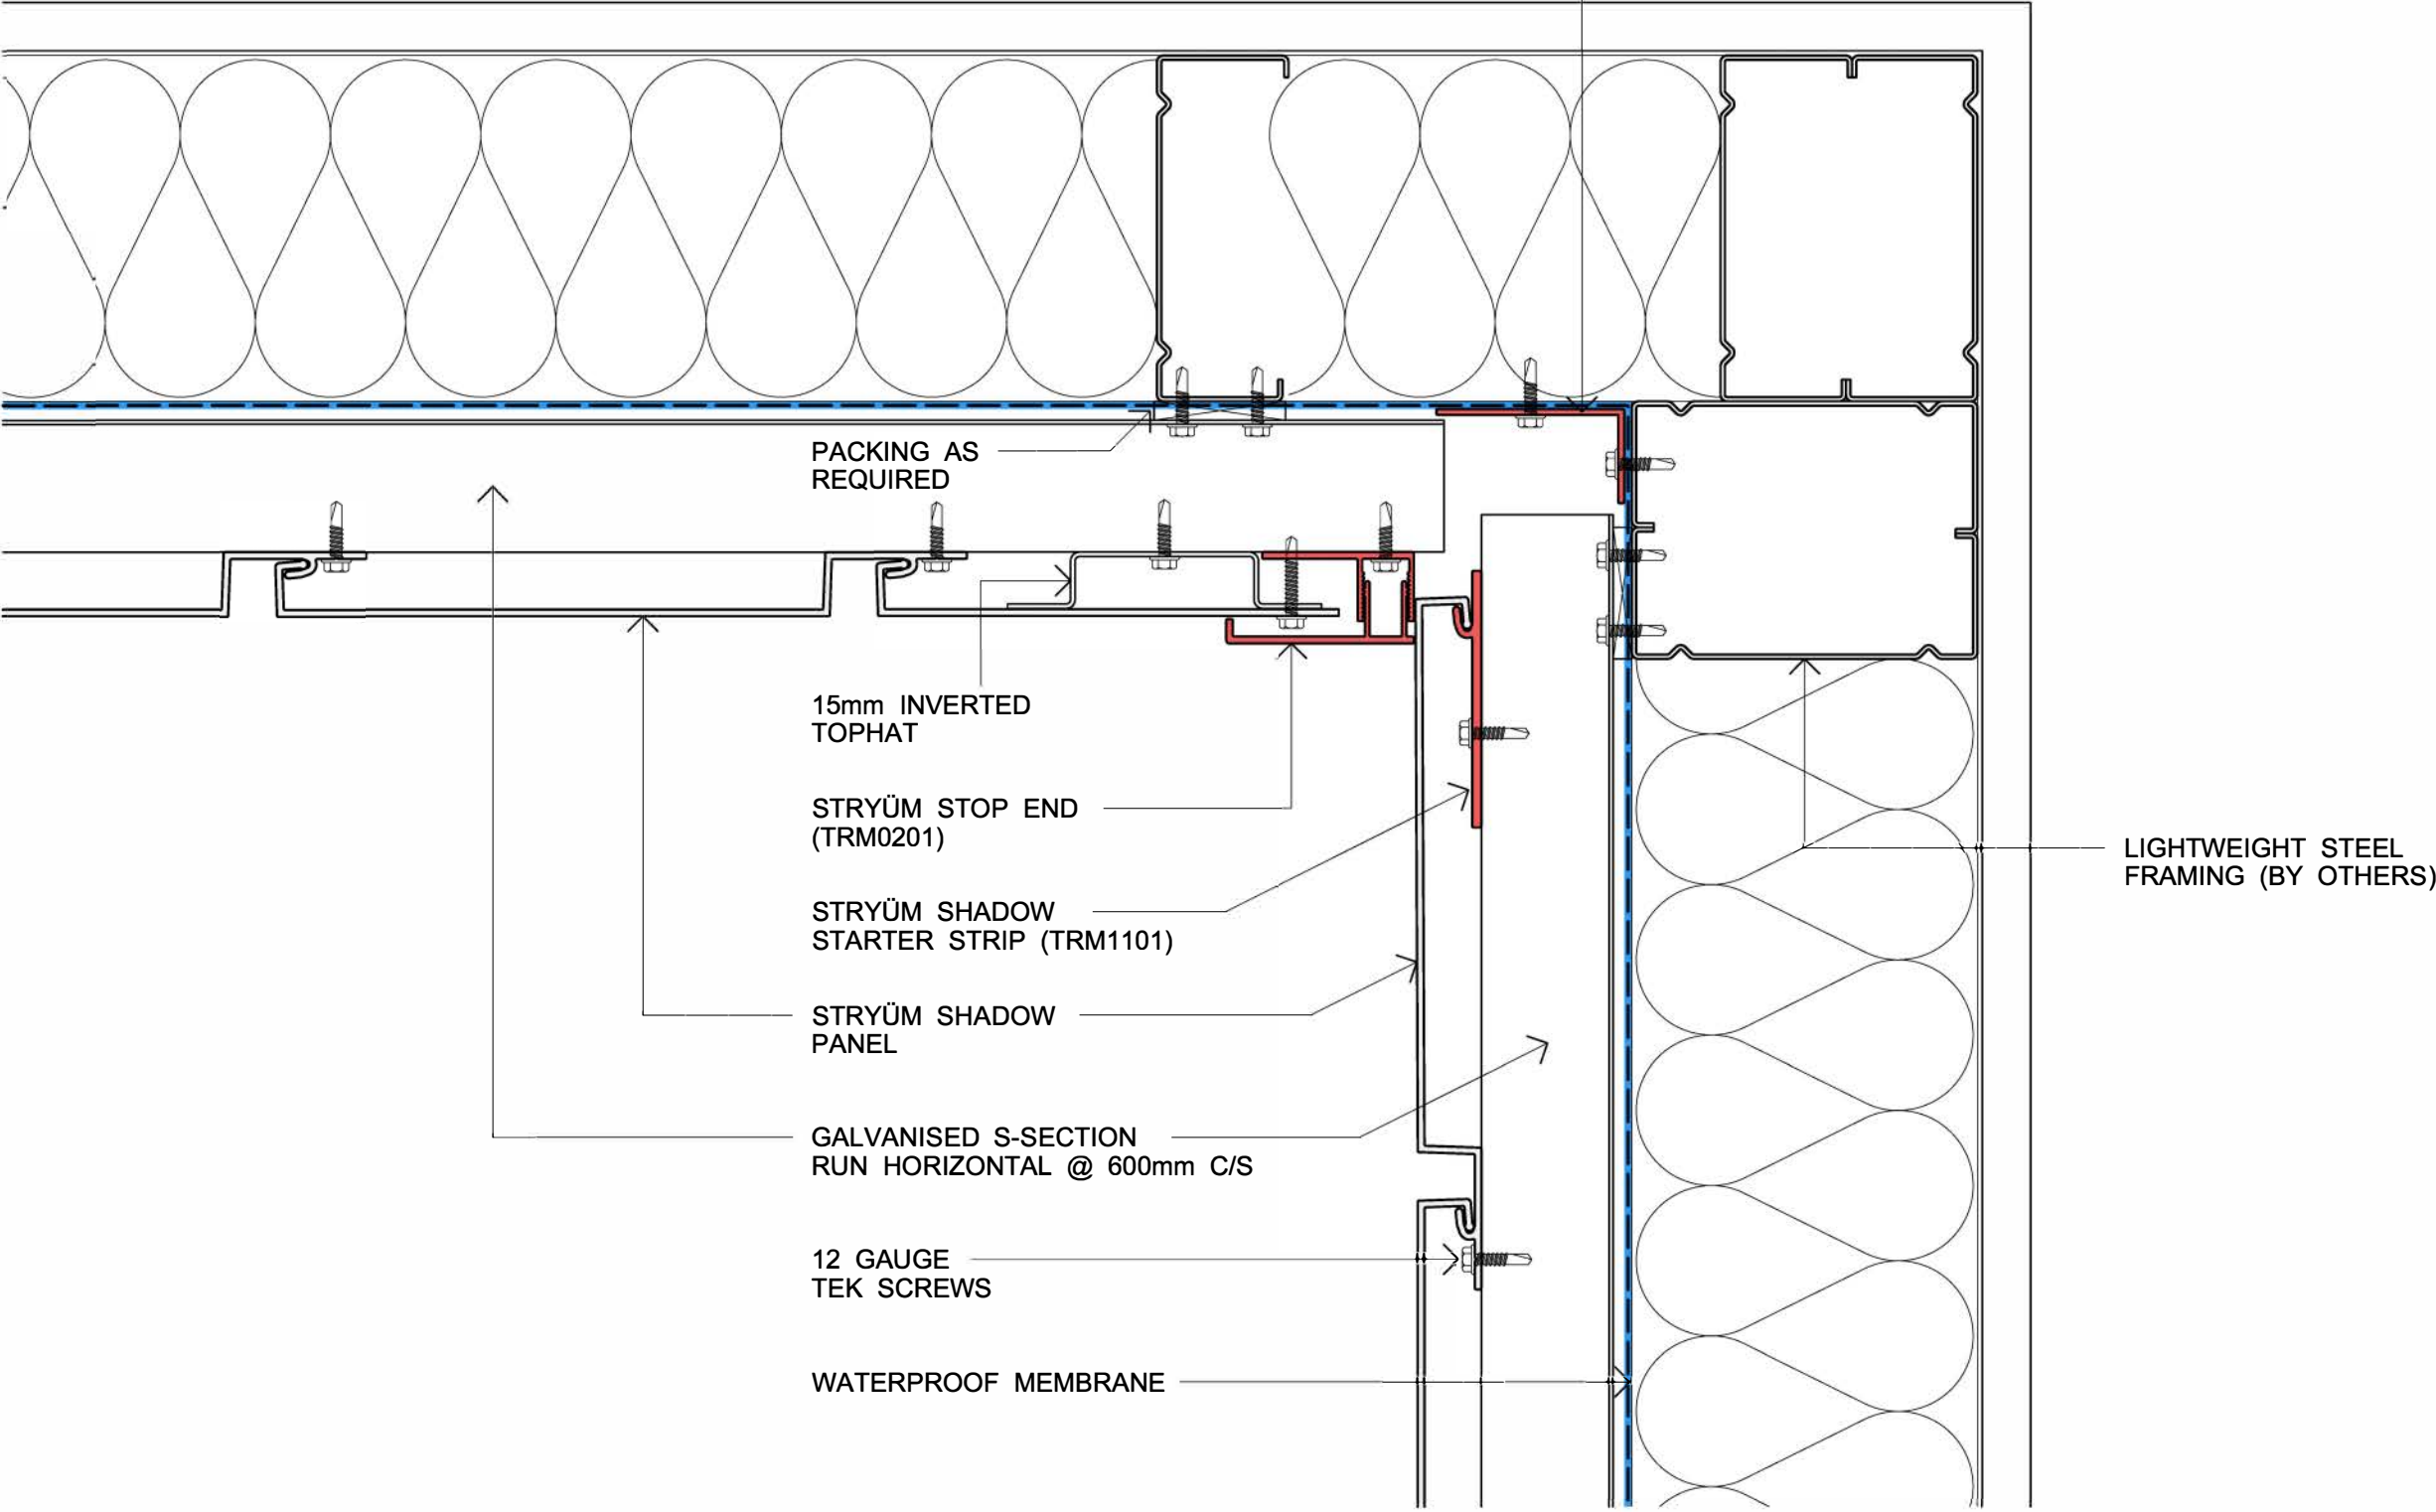 PACKING AS
REQUIRED
15mm INVERTED
TOPHAT
STRYÜM STOP END
(TRM0201)
STRYÜM SHADOW
STARTER STRIP (TRM1101)
STRYÜM SHADOW
PANEL
GALVANISED S-SECTION
RUN HORIZONTAL @ 600mm C/S
12 GAUGE
TEK SCREWS
WATERPROOF MEMBRANE
LIGHTWEIGHT STEEL
FRAMING (BY OTHERS)